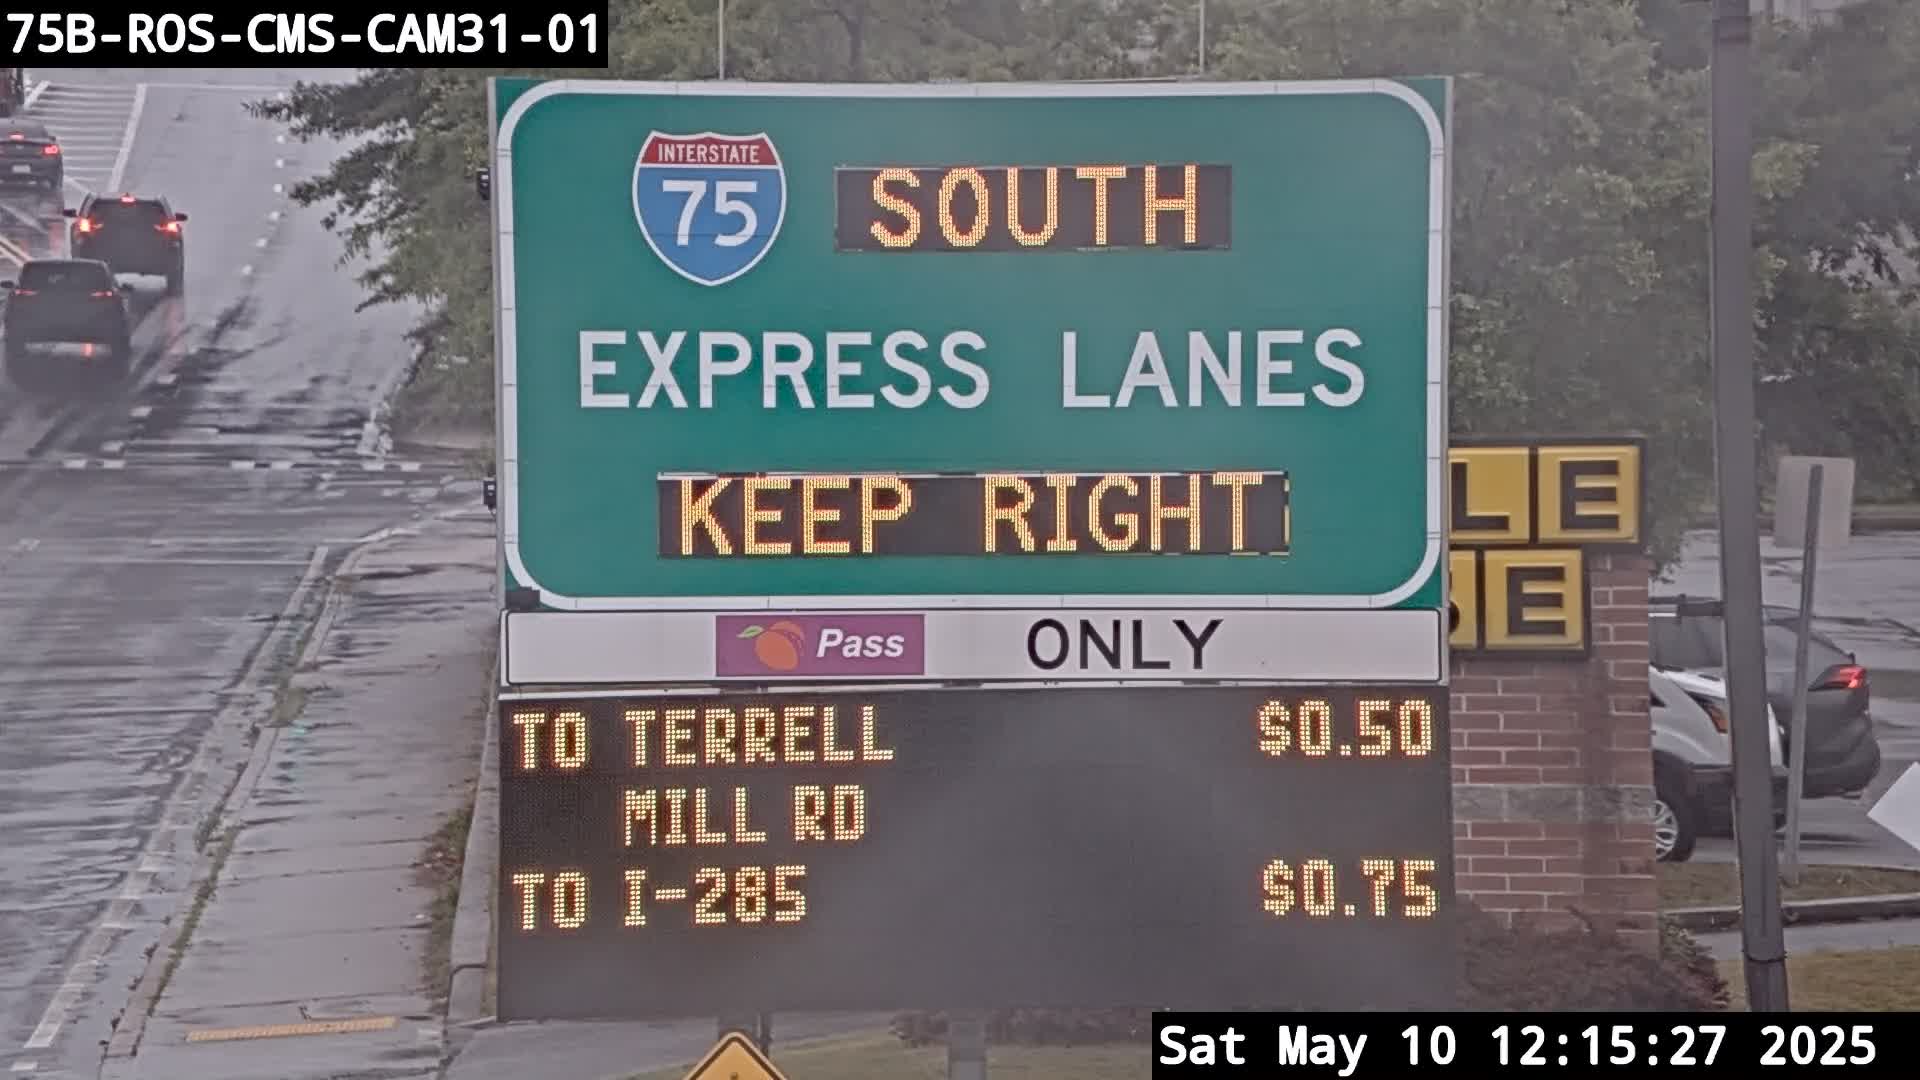 75B-ROS-CMS-CAM31-01
INTERSTATE
75
SOUTH
EXPRESS LANES
KEEP RIGHT
Pass ONLY
TO TERRELL $0.50
MILL RD
TO I-285 $0.75
LE
E
Sat May 10 12:15:27 2025